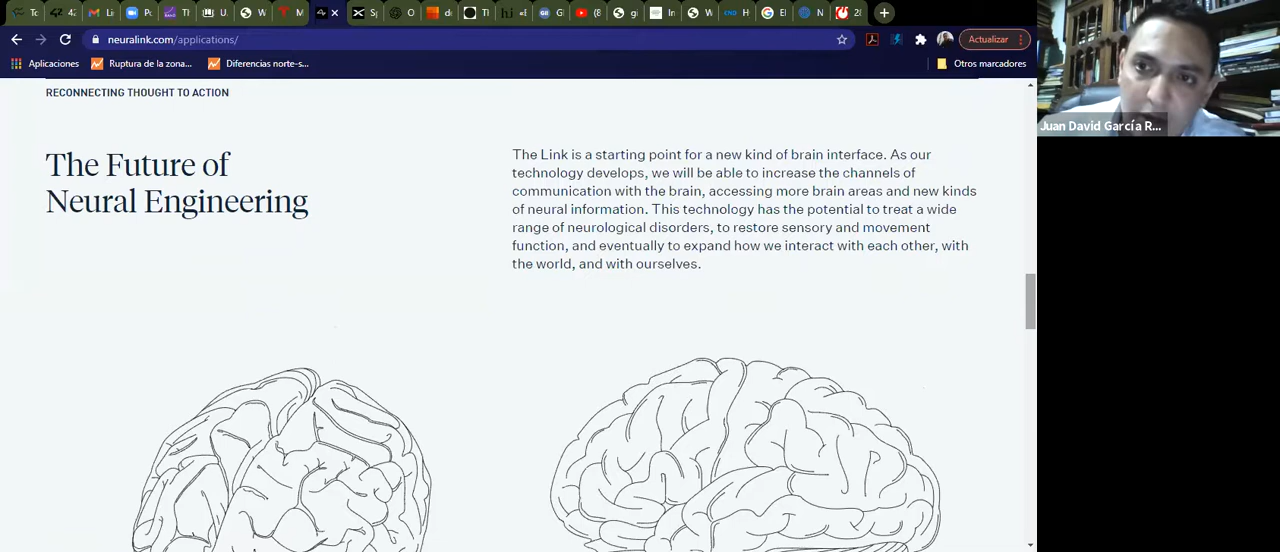 neuralink.com/applications/
Actualizar
Aplicaciones
Ruptura de la zona...
Diferencias norte-s...
Otros marcadores
Juan David García R...
RECONNECTING THOUGHT TO ACTION
The Future of
Neural Engineering
The Link is a starting point for a new kind of brain interface. As our
technology develops, we will be able to increase the channels of
communication with the brain, accessing more brain areas and new kinds
of neural information. This technology has the potential to treat a wide
range of neurological disorders, to restore sensory and movement
function, and eventually to expand how we interact with each other, with
the world, and with ourselves.